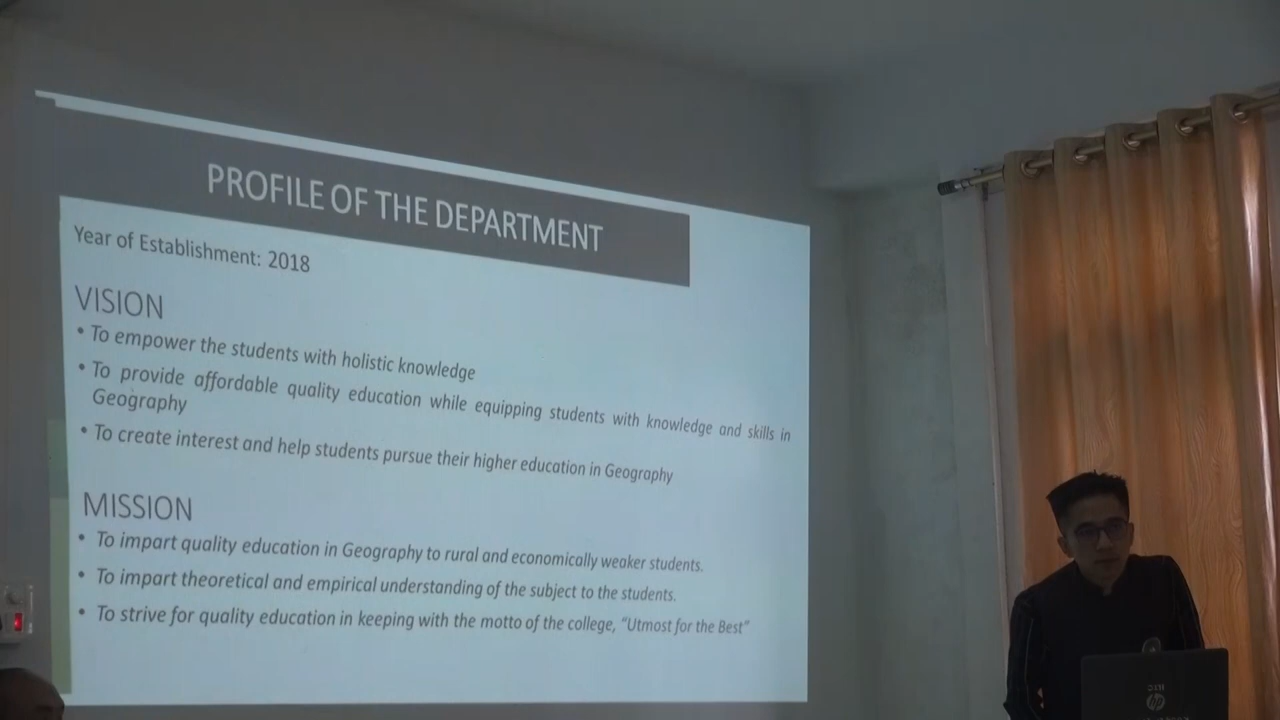 PROFILE OF THE DEPARTMENT
Year of Establishment: 2018
VISION
• To empower the students with holistic knowledge
• To provide affordable quality education while equipping students with knowledge and skills in
Geography
• To create interest and help students pursue their higher education in Geography
MISSION
• To impart quality education in Geography to rural and economically weaker students.
• To impart theoretical and empirical understanding of the subject to the students.
• To strive for quality education in keeping with the motto of the college, “Utmost for the Best”
hp